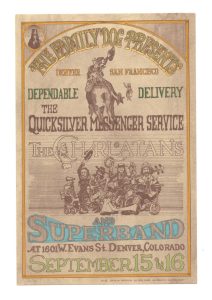 THE FAMILY DOG PRESENTS
DENVER SAN FRANCISCO
DEPENDABLE DELIVERY
THE
QUICKSILVER MESSENGER SERVICE
THE CHARLATANS
AND
SUPERBAND
AT 1601 W. EVANS ST. DENVER, COLORADO
SEPTEMBER 15 & 16